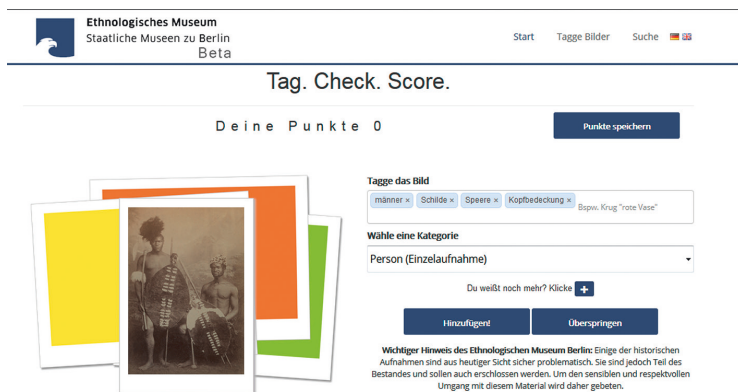 Ethnologisches Museum
Staatliche Museen zu Berlin
Beta
Start Tagge Bilder Suche
Tag. Check. Score.
Deine Punkte 0
Punkte speichern
Tagge das Bild
männer × Schilde × Speere × Kopfbedeckung × Bspw. Krug "rote Vase"
Wähle eine Kategorie
Person (Einzelaufnahme)
Du weißt noch mehr? Klicke +
Hinzufügen! Überspringen
Wichtiger Hinweis des Ethnologischen Museum Berlin: Einige der historischen
Aufnahmen sind aus heutiger Sicht sicher problematisch. Sie sind jedoch Teil des
Bestandes und sollen auch erschlossen werden. Um den sensiblen und respektvollen
Umgang mit diesem Material wird daher gebeten.